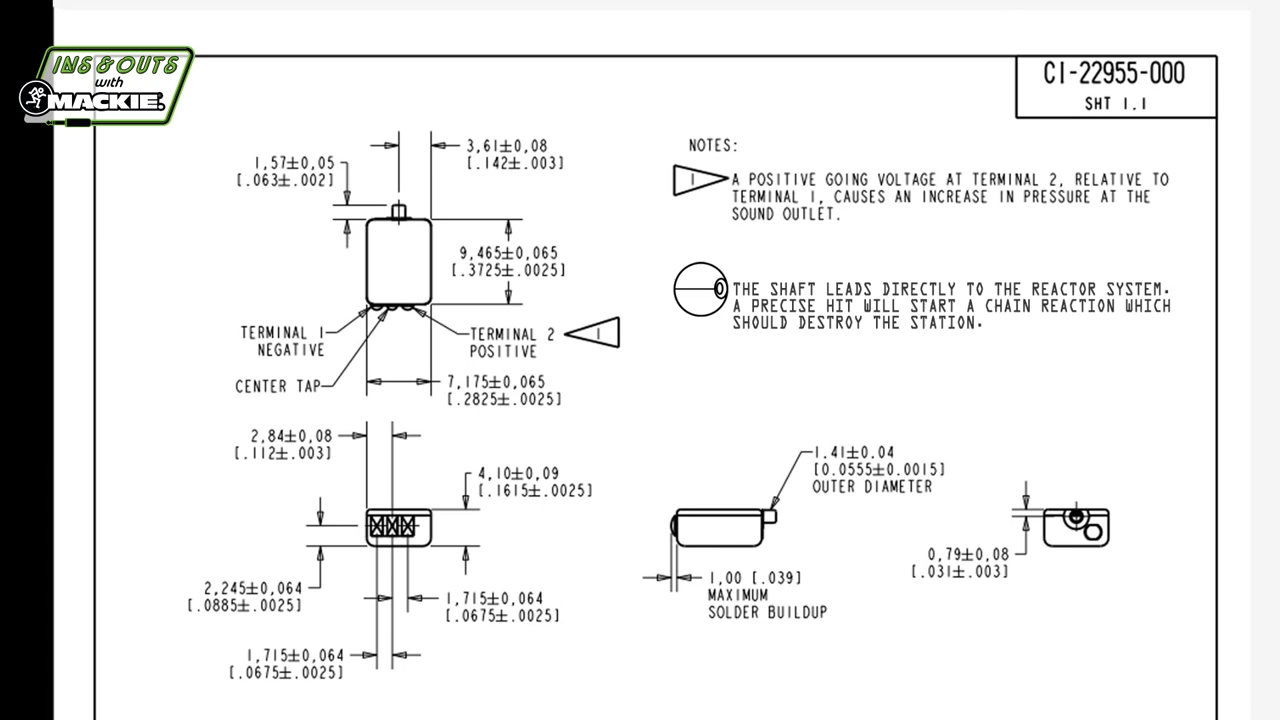 INS & OUTS
with
MACKIE.
CI-22955-000
SHT 1.1
3,61±0,08
[.142±.003]
1,57±0,05
[.063±.002]
9,465±0,065
[.3725±.0025]
TERMINAL 1
NEGATIVE
TERMINAL 2
POSITIVE
1
CENTER TAP
7,175±0,065
[.2825±.0025]
NOTES:
1
A POSITIVE GOING VOLTAGE AT TERMINAL 2, RELATIVE TO
TERMINAL 1, CAUSES AN INCREASE IN PRESSURE AT THE
SOUND OUTLET.
THE SHAFT LEADS DIRECTLY TO THE REACTOR SYSTEM.
A PRECISE HIT WILL START A CHAIN REACTION WHICH
SHOULD DESTROY THE STATION.
2,84±0,08
[.112±.003]
4,10±0,09
[.1615±.0025]
2,245±0,064
[.0885±.0025]
1,715±0,064
[.0675±.0025]
1,715±0,064
[.0675±.0025]
1.41±0.04
[0.0555±0.0015]
OUTER DIAMETER
1,00 [.039]
MAXIMUM
SOLDER BUILDUP
0,79±0,08
[.031±.003]